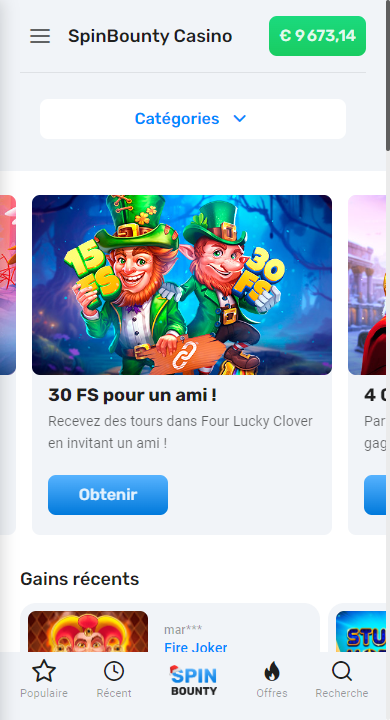 SpinBounty Casino
€ 9 673,14
Catégories
15
FS
30
FS
30 FS pour un ami !
Recevez des tours dans Four Lucky Clover
en invitant un ami !
Obtenir
4
Par
gag
Gains récents
mar***
Fire Joker
STU
Populaire
Récent
SPIN
BOUNTY
Offres
Recherche